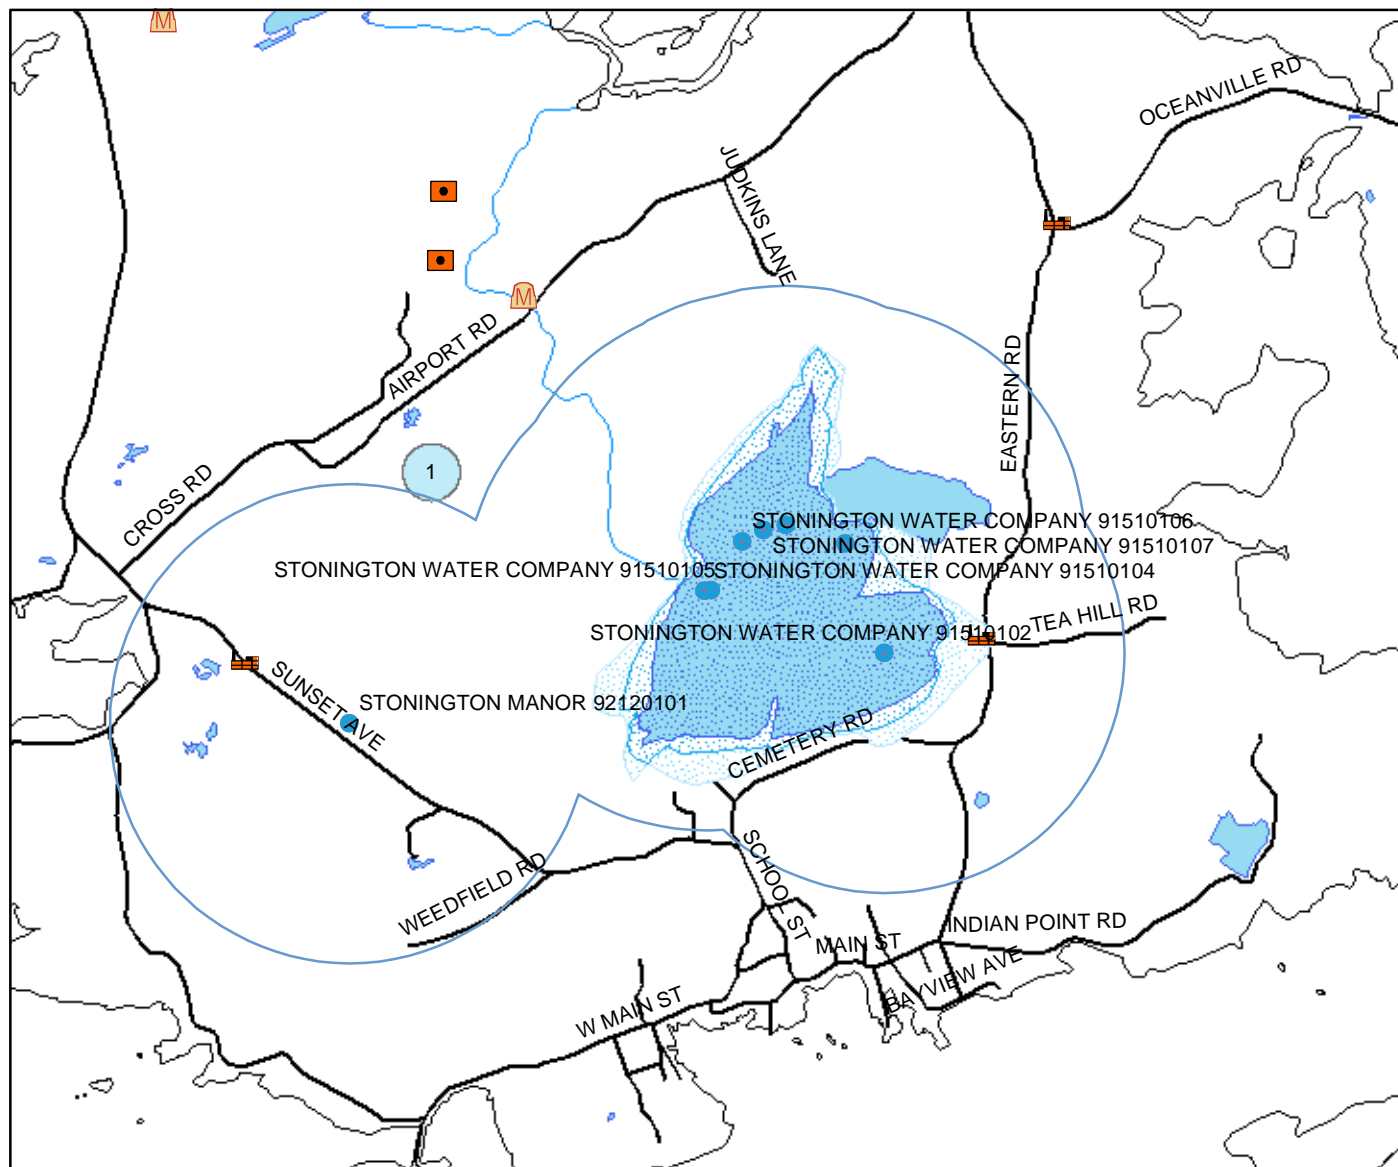 M
OCEANVILLE RD
JUDKINS LANE
M
AIRPORT RD
EASTERN RD
1
CROSS RD
STONINGTON WATER COMPANY 91510106
STONINGTON WATER COMPANY 91510107
STONINGTON WATER COMPANY 91510105
STONINGTON WATER COMPANY 91510104
TEA HILL RD
STONINGTON WATER COMPANY 91510102
SUNSET AVE
STONINGTON MANOR 92120101
CEMETERY RD
WEEDFIELD RD
SCHOOL ST
INDIAN POINT RD
MAIN ST
BAYVIEW AVE
W MAIN ST